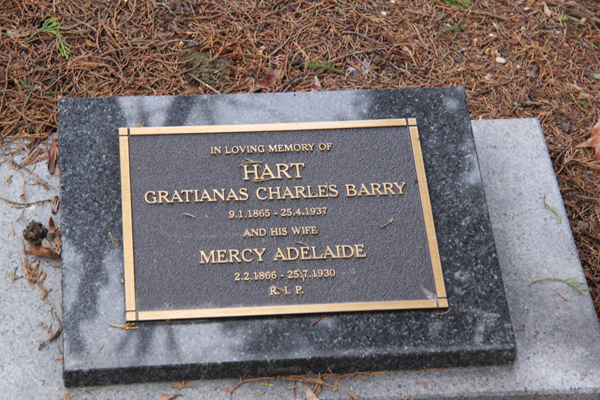 IN LOVING MEMORY OF
HART
GRATIANAS CHARLES BARRY
9.1.1865 - 25.4.1937
AND HIS WIFE
MERCY ADELAIDE
2.2.1866 - 25.7.1930
R. I. P.